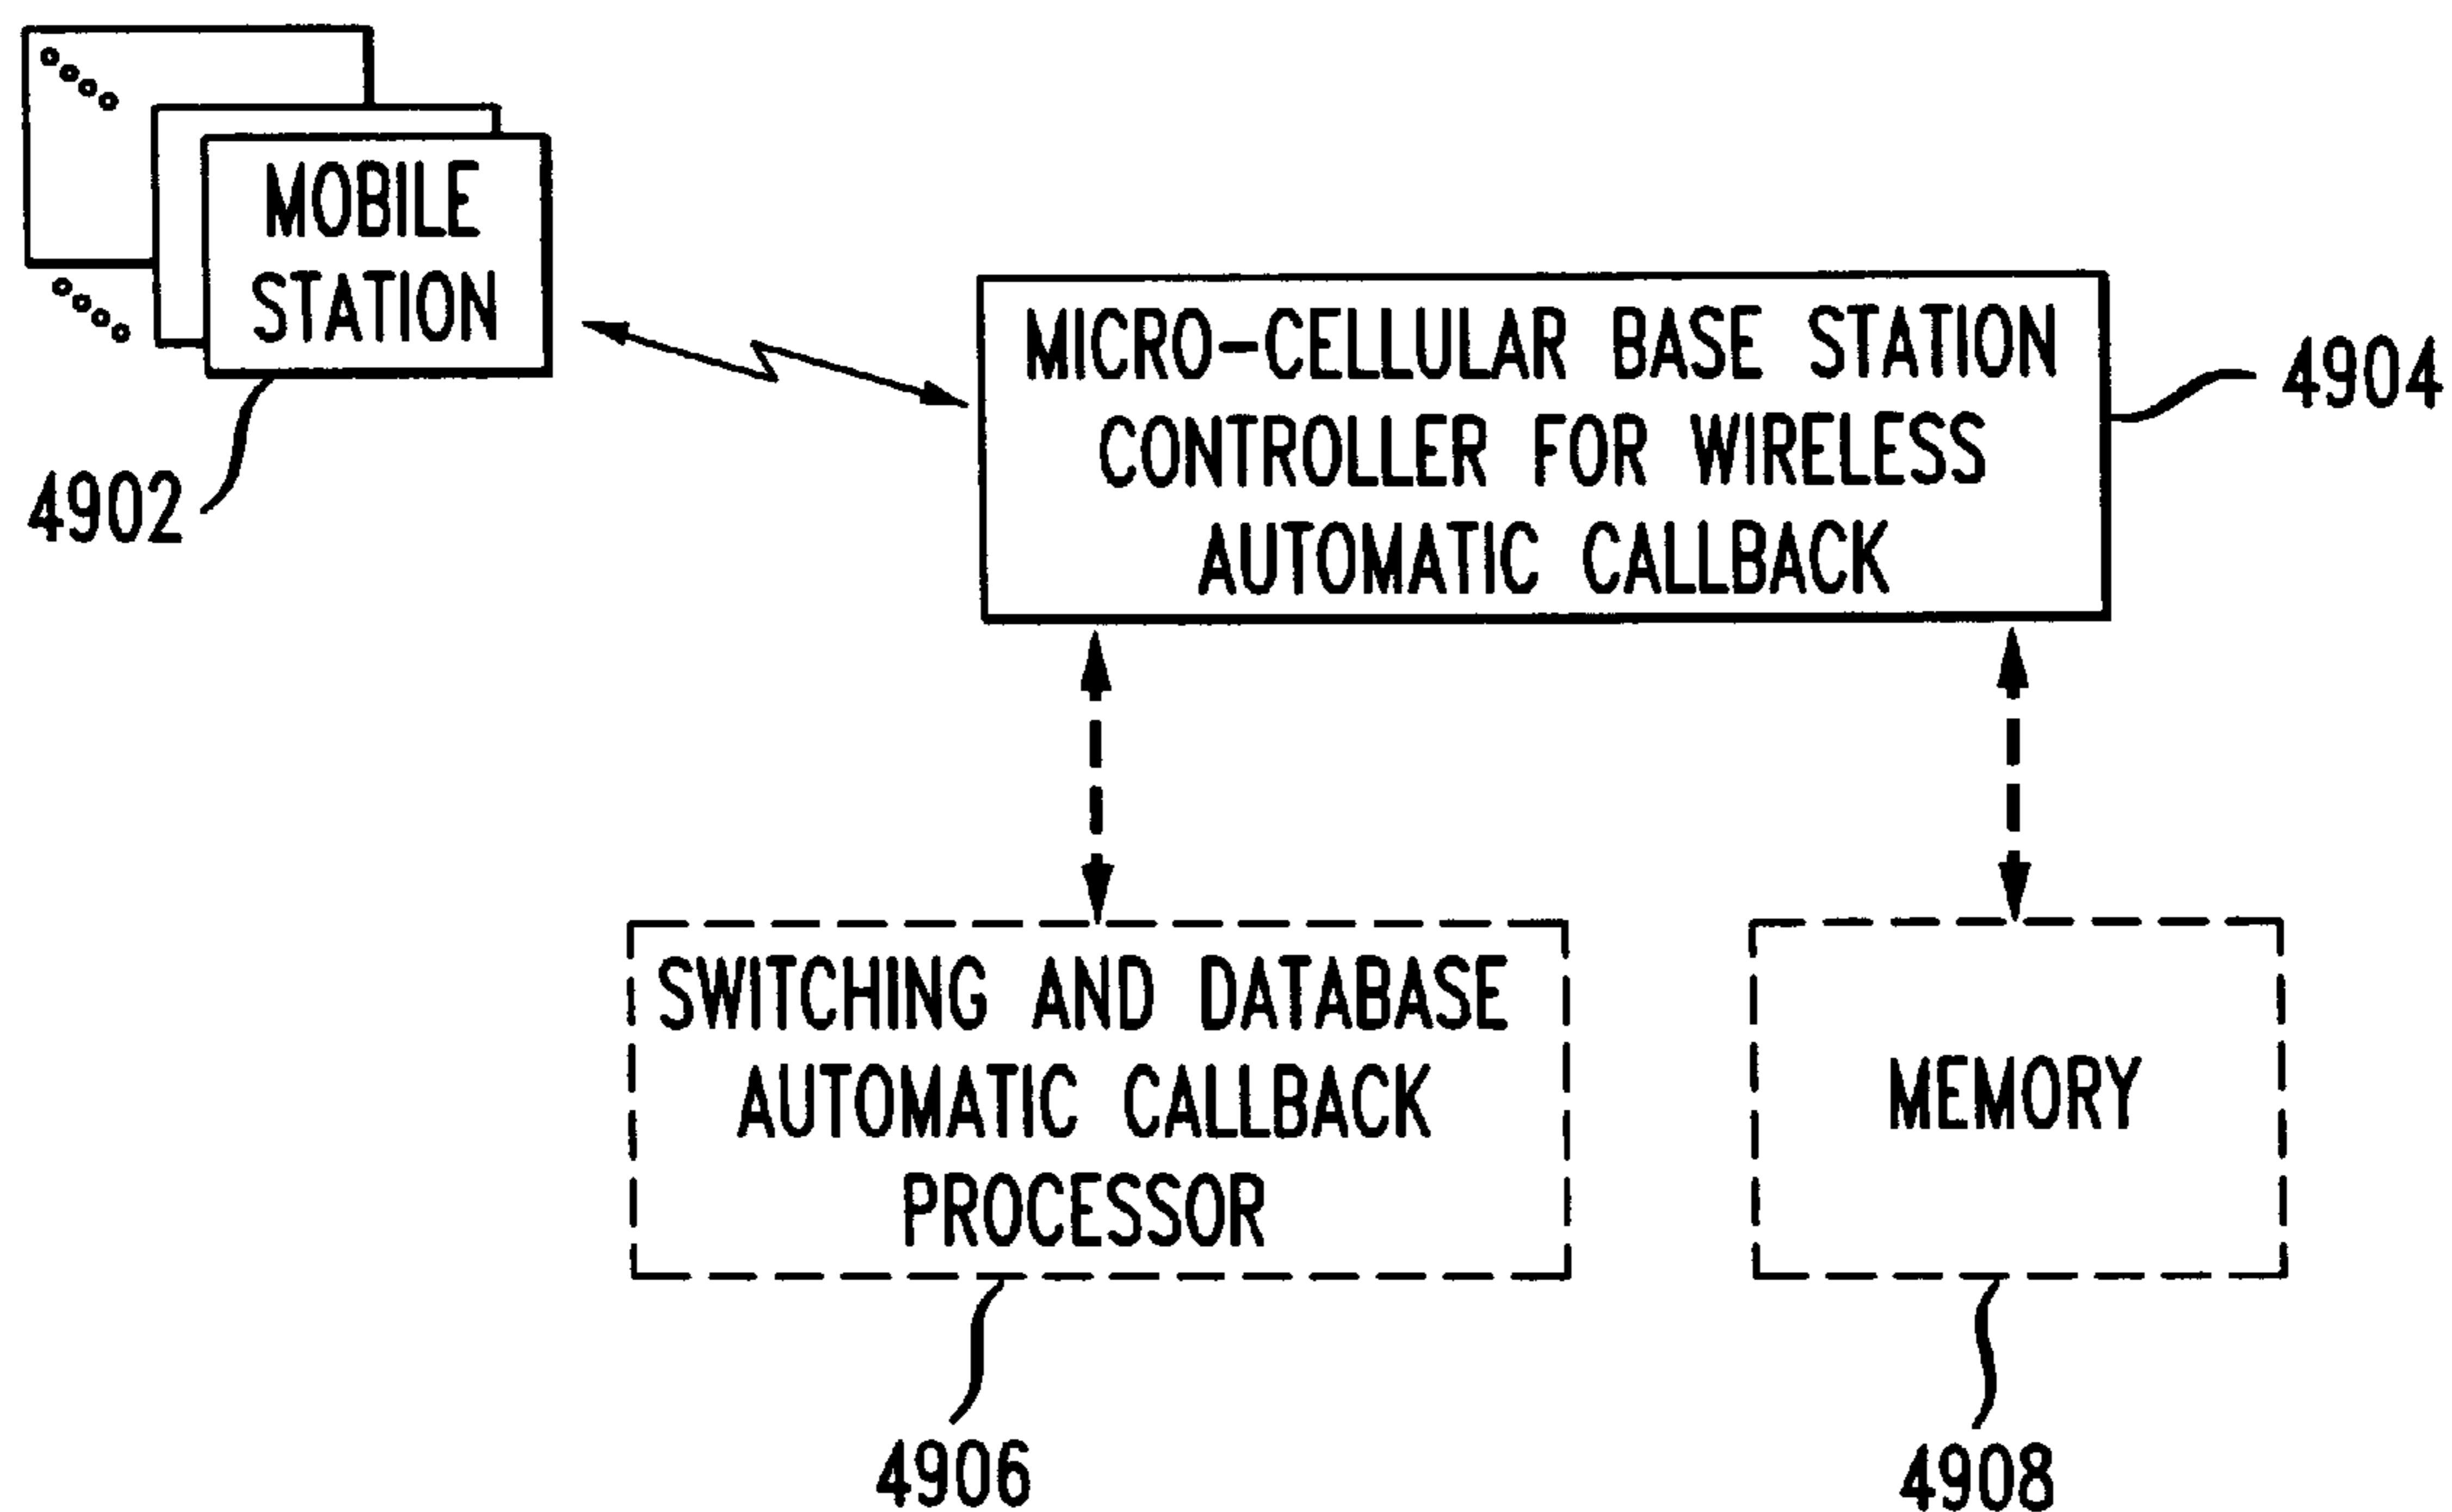 MOBILE
STATION
4902
MICRO-CELLULAR BASE STATION
CONTROLLER FOR WIRELESS
AUTOMATIC CALLBACK
4904
SWITCHING AND DATABASE
AUTOMATIC CALLBACK
PROCESSOR
4906
MEMORY
4908